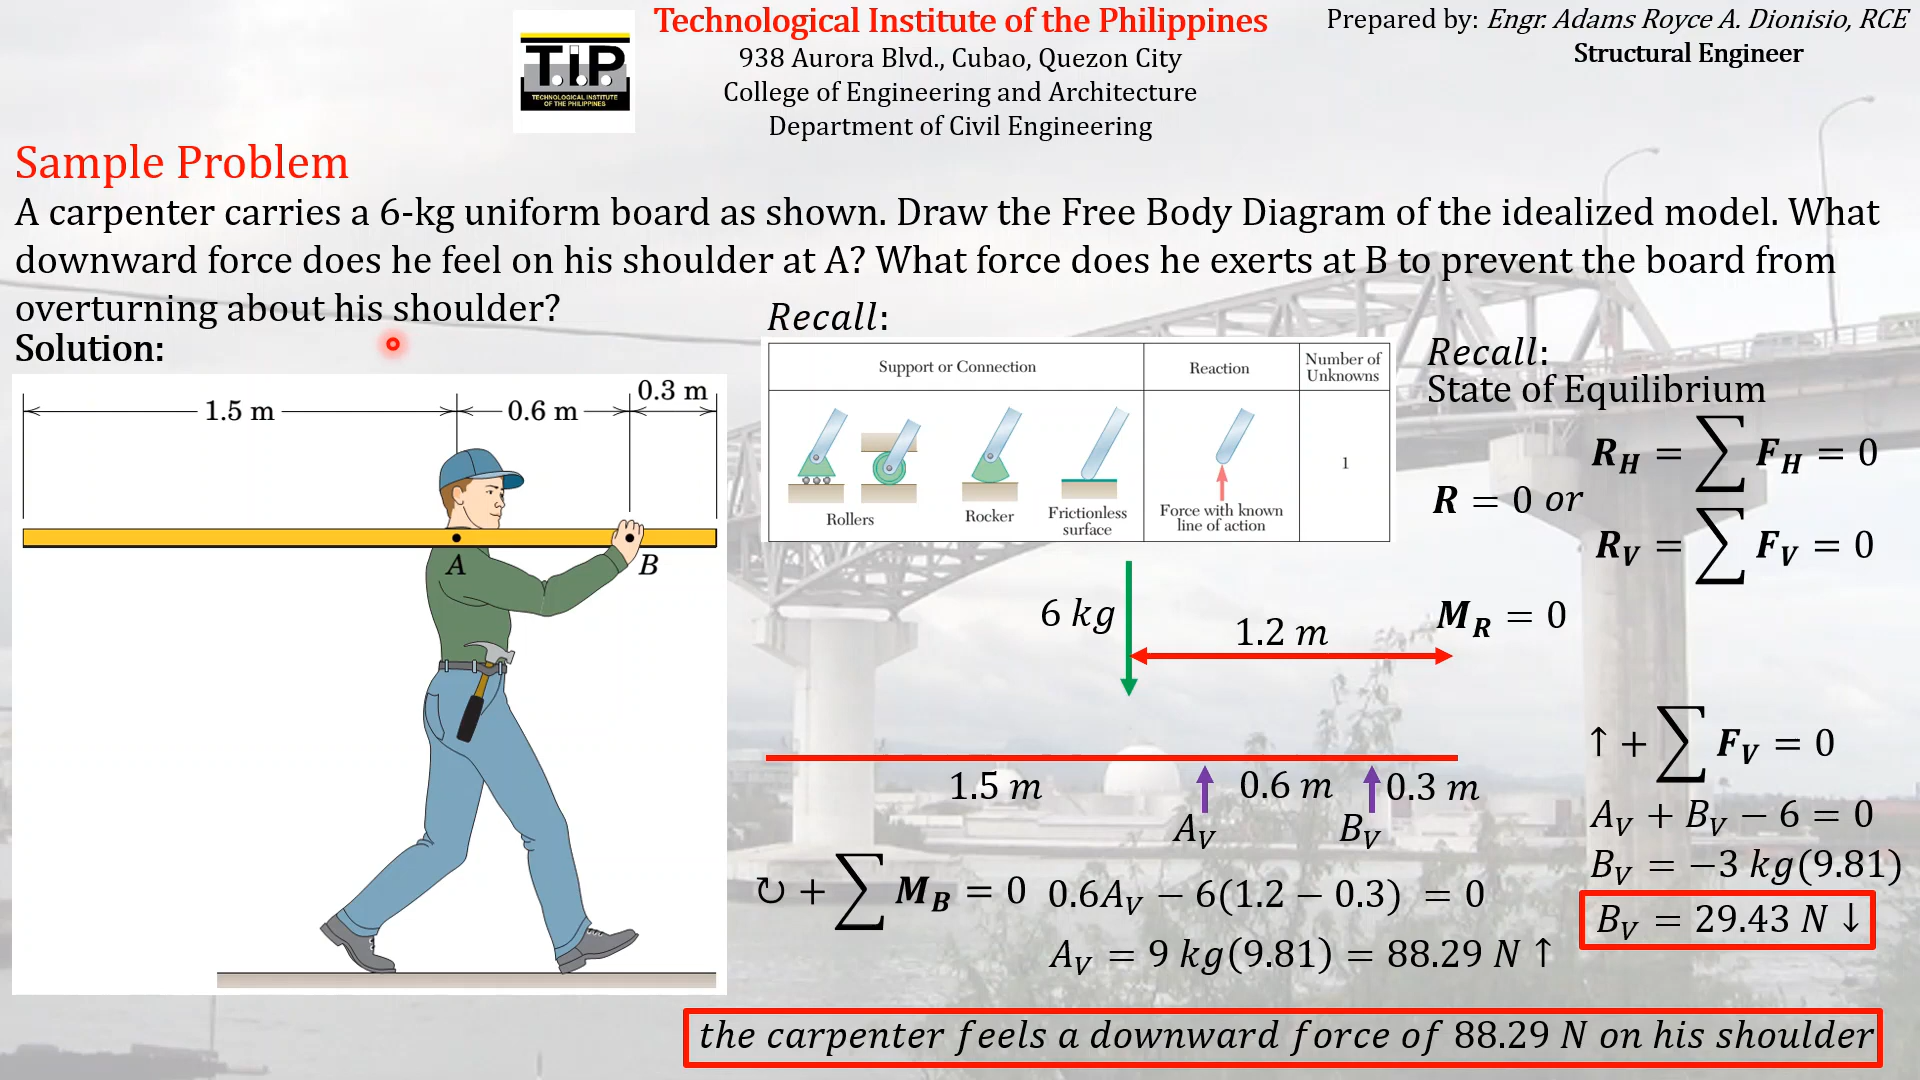 TIP
TECHNOLOGICAL INSTITUTE
OF THE PHILIPPINES
Technological Institute of the Philippines
938 Aurora Blvd., Cubao, Quezon City
College of Engineering and Architecture
Department of Civil Engineering
Prepared by: Engr. Adams Royce A. Dionisio, RCE
Structural Engineer
Sample Problem
A carpenter carries a 6-kg uniform board as shown. Draw the Free Body Diagram of the idealized model. What
downward force does he feel on his shoulder at A? What force does he exerts at B to prevent the board from
overturning about his shoulder?
Solution:
1.5 m
0.6 m
0.3 m
A
B
Recall:
Support or Connection
Reaction
Number of
Unknowns
Rollers
Rocker
Frictionless
surface
Force with known
line of action
1
Recall:
State of Equilibrium
R_H = ∑ F_H = 0
R = 0 or
R_V = ∑ F_V = 0
M_R = 0
6 kg
1.2 m
1.5 m
0.6 m
0.3 m
A_V
B_V
↻ + ∑ M_B = 0
0.6A_V − 6(1.2 − 0.3) = 0
A_V = 9 kg(9.81) = 88.29 N ↑
↑ + ∑ F_V = 0
A_V + B_V − 6 = 0
B_V = −3 kg(9.81)
B_V = 29.43 N ↓
the carpenter feels a downward force of 88.29 N on his shoulder